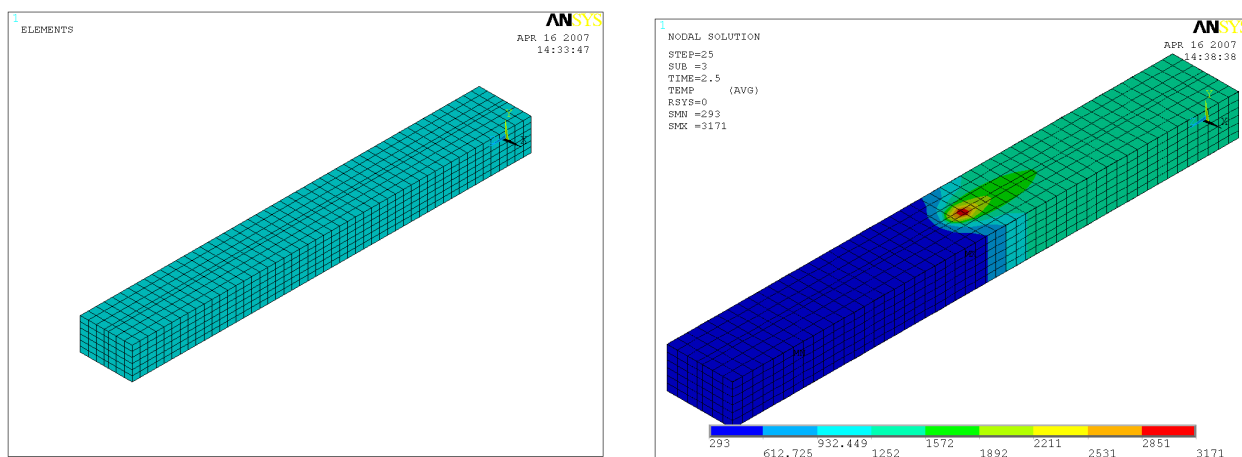 1
ELEMENTS
ANSYS
APR 16 2007
14:33:47
Y
X
1
NODAL SOLUTION
STEP=25
SUB =3
TIME=2.5
TEMP (AVG)
RSYS=0
SMN =293
SMX =3171
ANSYS
APR 16 2007
14:38:38
Y
X
MN
293
612.725
932.449
1252
1572
1892
2211
2531
2851
3171